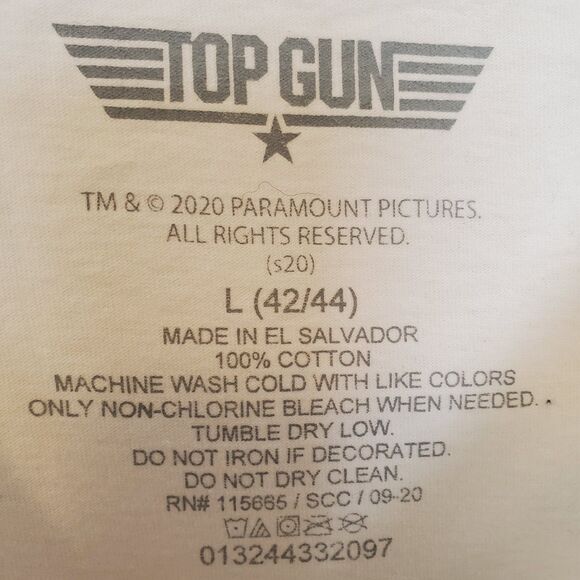 TOP GUN
TM & © 2020 PARAMOUNT PICTURES.
ALL RIGHTS RESERVED.
(s20)
L (42/44)
MADE IN EL SALVADOR
100% COTTON
MACHINE WASH COLD WITH LIKE COLORS
ONLY NON-CHLORINE BLEACH WHEN NEEDED.
TUMBLE DRY LOW.
DO NOT IRON IF DECORATED.
DO NOT DRY CLEAN.
RN# 115665 / SCC / 09-20
013244332097